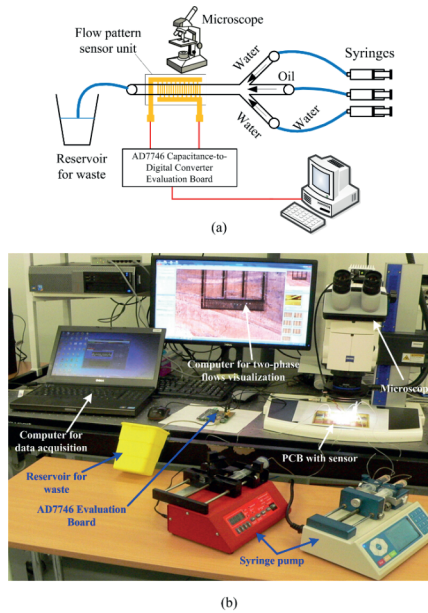 (a)
Microscope
Flow pattern
sensor unit
Water
Syringes
Oil
Water
Water
Reservoir
for waste
AD7746 Capacitance-to-
Digital Converter
Evaluation Board
(a)
(b)
Computer for two-phase
flows visualization
Microscope
Computer for
data acquisition
PCB with sensor
Reservoir for
waste
AD7746 Evaluation
Board
Syringe pump
(b)